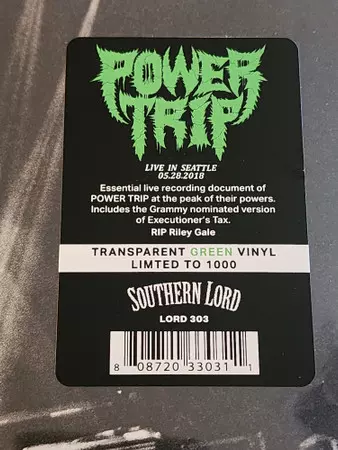 POWER
TRIP
LIVE IN SEATTLE
05.28.2018
Essential live recording document of
POWER TRIP at the peak of their powers.
Includes the Grammy nominated version
of Executioner's Tax.
RIP Riley Gale
TRANSPARENT GREEN VINYL
LIMTED TO 1000
SOUTHERN LORD
LORD 303
8 08720 33031 1